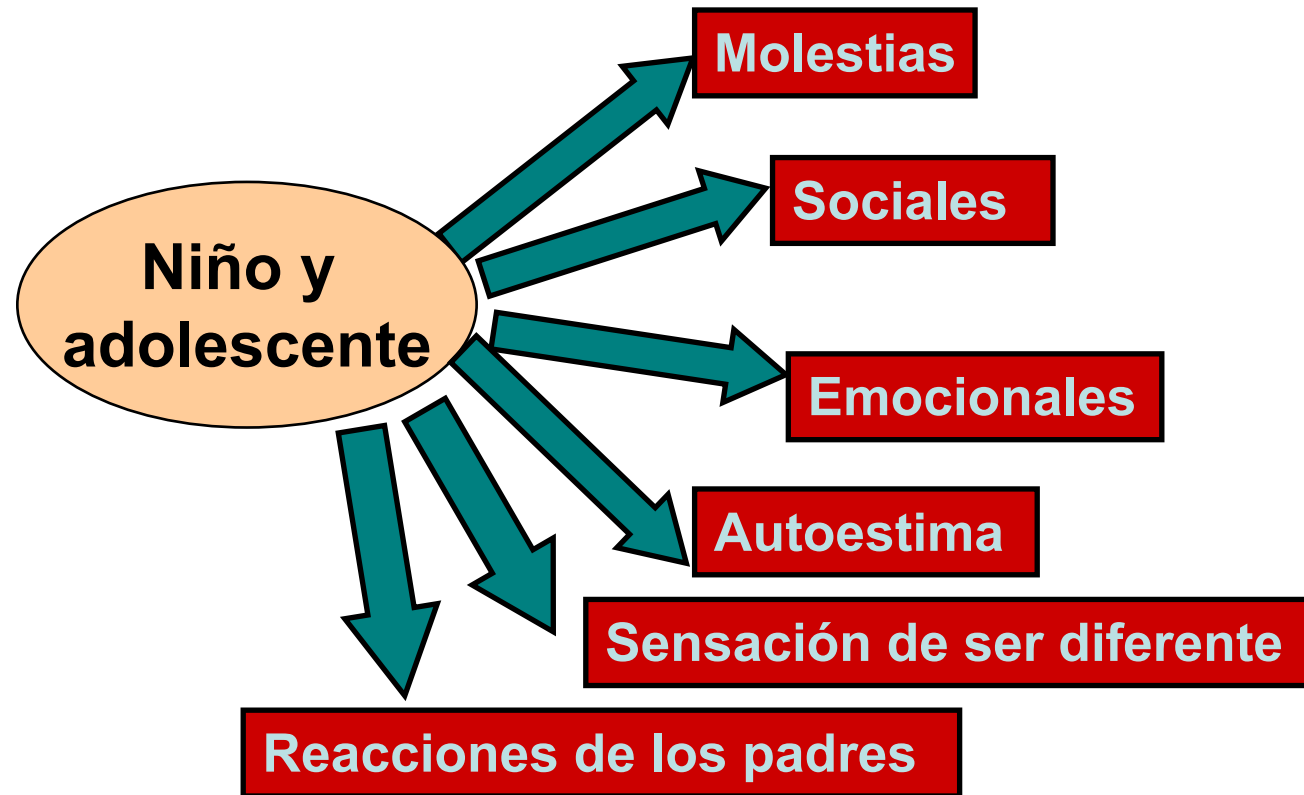 Molestias
Sociales
Niño y
adolescente
Emocionales
Autoestima
Sensación de ser diferente
Reacciones de los padres